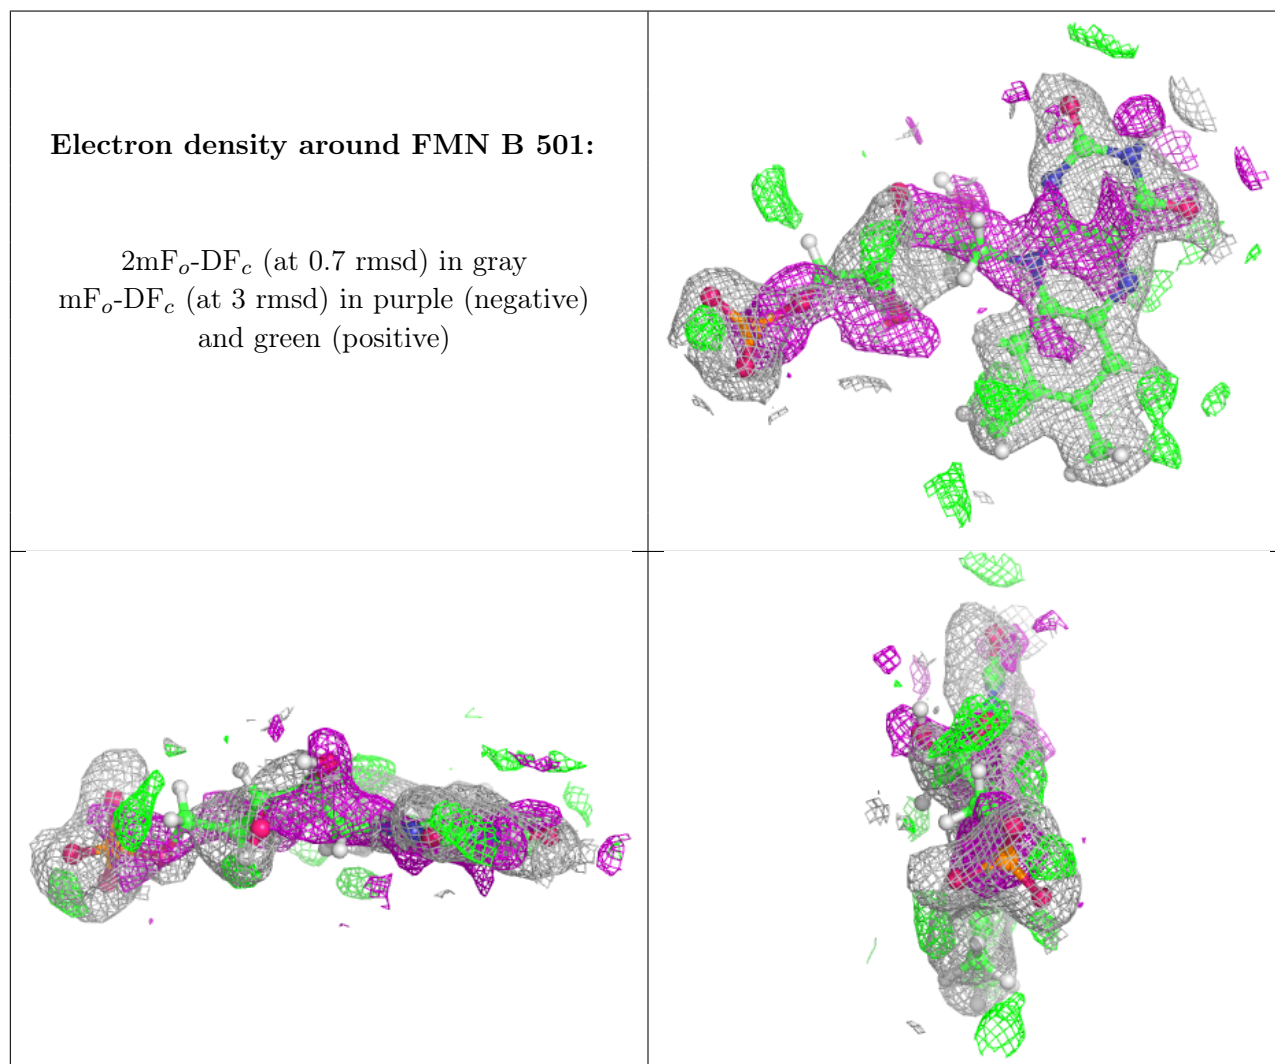 Electron density around FMN B 501:
2mFo-DFc (at 0.7 rmsd) in gray
mFo-DFc (at 3 rmsd) in purple (negative)
and green (positive)